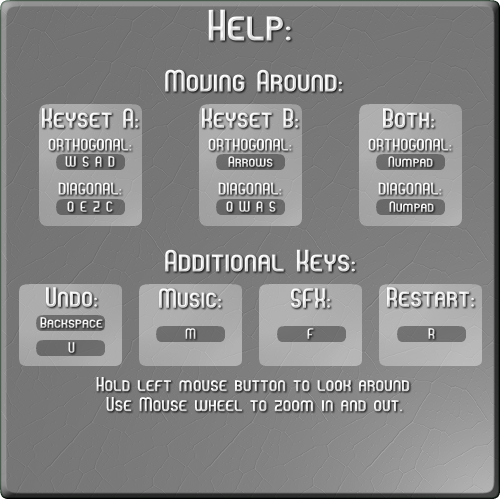 Help:
Moving Around:
Keyset A:
Orthogonal:
W S A D
Diagonal:
Q E Z C
Keyset B:
Orthogonal:
Arrows
Diagonal:
Q W A S
Both:
Orthogonal:
Numpad
Diagonal:
Numpad
Additional Keys:
Undo:
Backspace
U
Music:
M
SFX:
F
Restart:
R
Hold left mouse button to look around
Use Mouse wheel to zoom in and out.